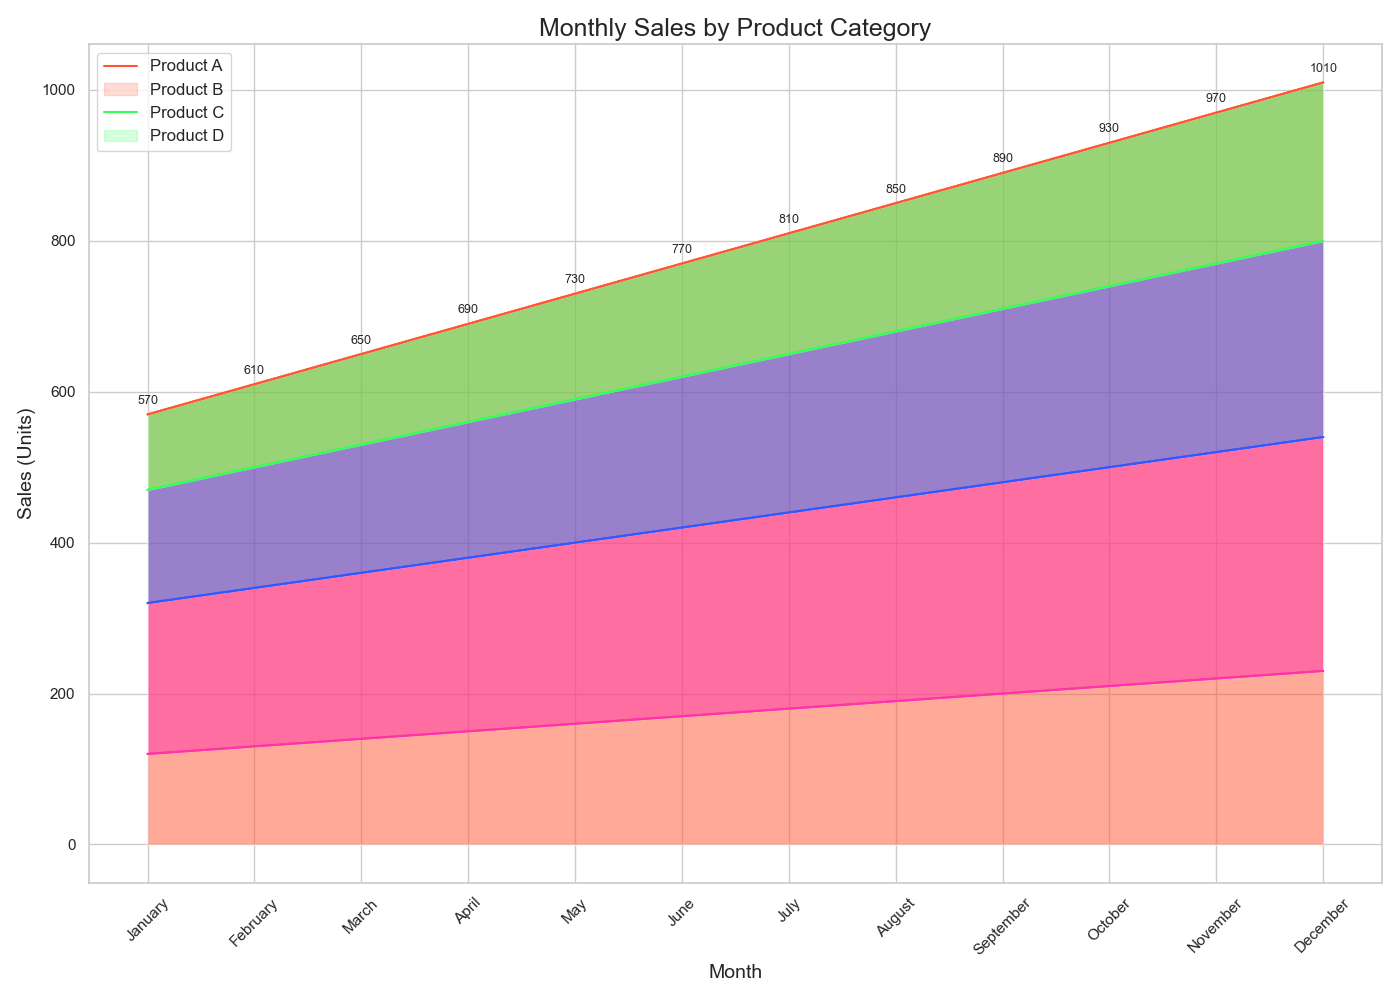 Monthly Sales by Product Category
Product A
Product B
Product C
Product D
Sales (Units)
1000
800
600
400
200
0
570
610
650
690
730
770
810
850
890
930
970
1010
January
February
March
April
May
June
July
August
September
October
November
December
Month